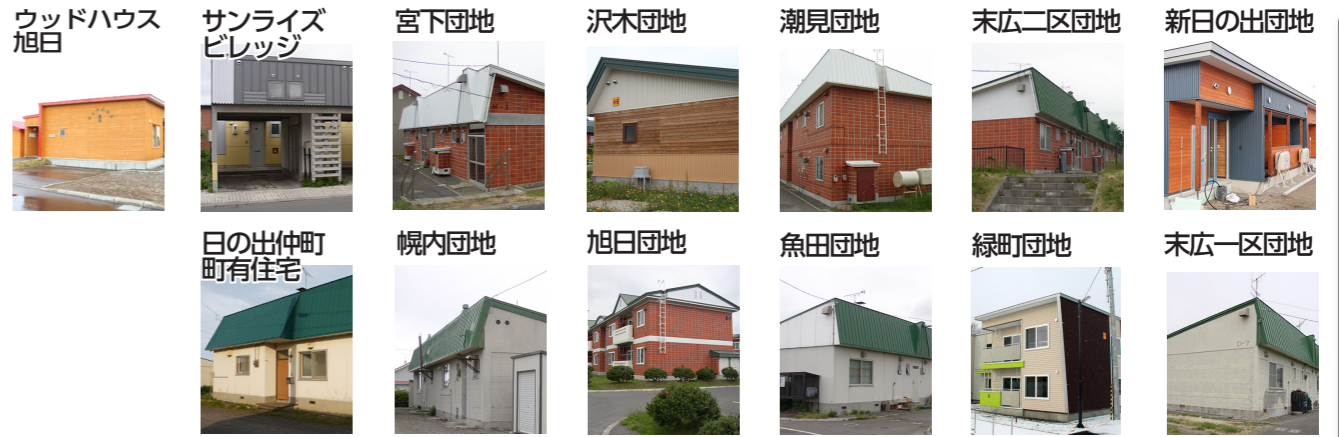 ウッドハウス
旭日
サンライズ
ビレッジ
宮下団地
沢木団地
潮見団地
末広二区団地
新日の出団地
日の出仲町
町有住宅
幌内団地
旭日団地
魚田団地
緑町団地
末広一区団地
D-7